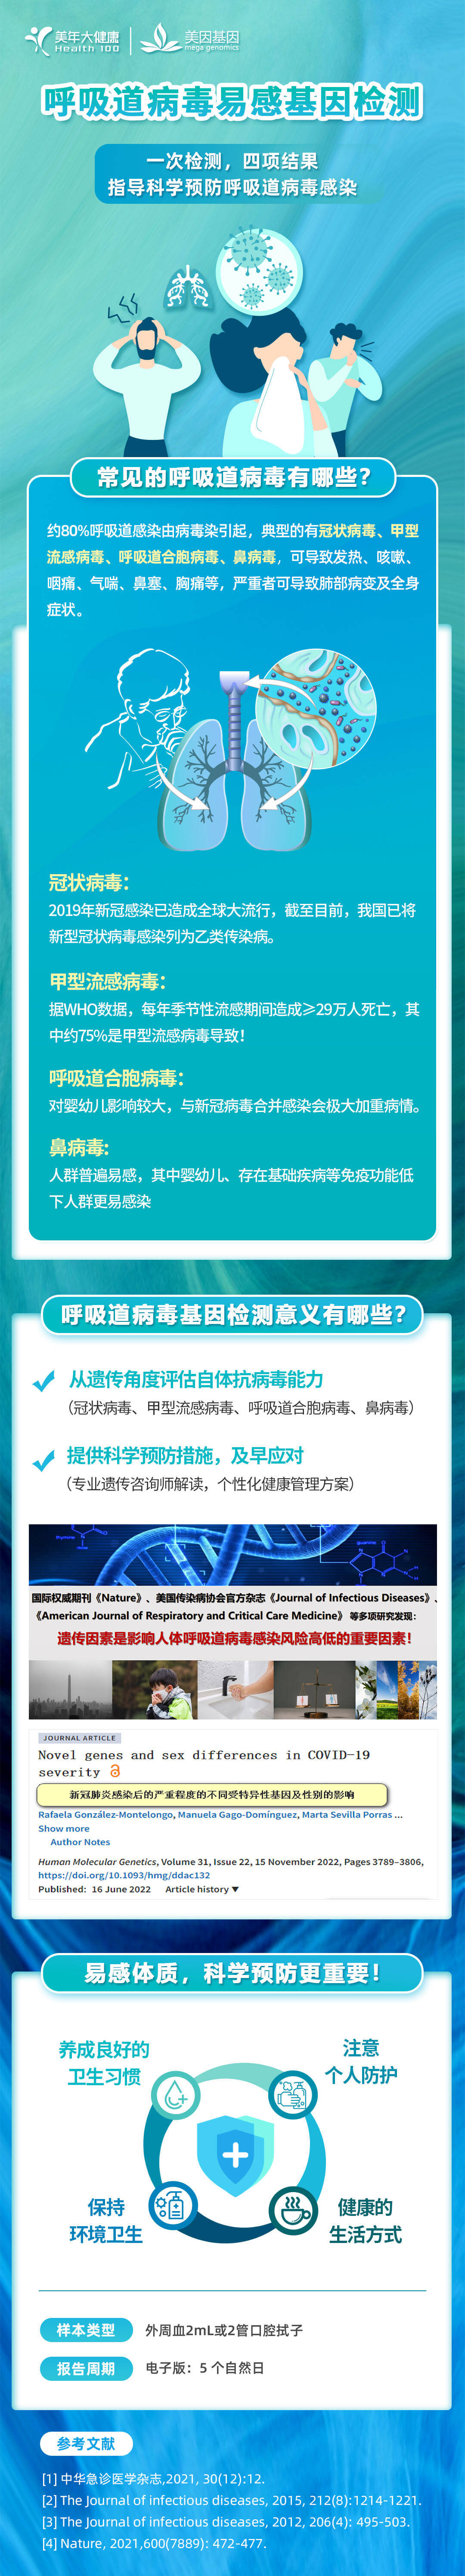 美年大健康
Health 100
美因基因
mega genomics
呼吸道病毒易感基因检测
一次检测，四项结果
指导科学预防呼吸道病毒感染
常见的呼吸道病毒有哪些？
约80%呼吸道感染由病毒染引起，典型的有冠状病毒、甲型
流感病毒、呼吸道合胞病毒、鼻病毒，可导致发热、咳嗽、
咽痛、气喘、鼻塞、胸痛等，严重者可导致肺部病变及全身
症状。
冠状病毒：
2019年新冠感染已造成全球大流行，截至目前，我国已将
新型冠状病毒感染列为乙类传染病。
甲型流感病毒：
据WHO数据，每年季节性流感期间造成≥29万人死亡，其
中约75%是甲型流感病毒导致！
呼吸道合胞病毒：
对婴幼儿影响较大，与新冠病毒合并感染会极大加重病情。
鼻病毒：
人群普遍易感，其中婴幼儿、存在基础疾病等免疫功能低
下人群更易感染
呼吸道病毒基因检测意义有哪些？
从遗传角度评估自体抗病毒能力
（冠状病毒、甲型流感病毒、呼吸道合胞病毒、鼻病毒）
提供科学预防措施，及早应对
（专业遗传咨询师解读，个性化健康管理方案）
thymine
guanine
国际权威期刊《Nature》、美国传染病协会官方杂志《Journal of Infectious Diseases》、
《American Journal of Respiratory and Critical Care Medicine》 等多项研究发现：
遗传因素是影响人体呼吸道病毒感染风险高低的重要因素！
JOURNAL ARTICLE
Novel genes and sex differences in COVID-19
severity
新冠肺炎感染后的严重程度的不同受特异性基因及性别的影响
Rafaela González-Montelongo, Manuela Gago-Domínguez, Marta Sevilla Porras ...
Show more
Author Notes
Human Molecular Genetics, Volume 31, Issue 22, 15 November 2022, Pages 3789–3806,
https://doi.org/10.1093/hmg/ddac132
Published: 16 June 2022 Article history ▼
易感体质，科学预防更重要！
养成良好的
卫生习惯
注意
个人防护
保持
环境卫生
健康的
生活方式
样本类型 外周血2mL或2管口腔拭子
报告周期 电子版：5 个自然日
参考文献
[1] 中华急诊医学杂志,2021, 30(12):12.
[2] The Journal of infectious diseases, 2015, 212(8):1214-1221.
[3] The Journal of infectious diseases, 2012, 206(4): 495-503.
[4] Nature, 2021,600(7889): 472-477.